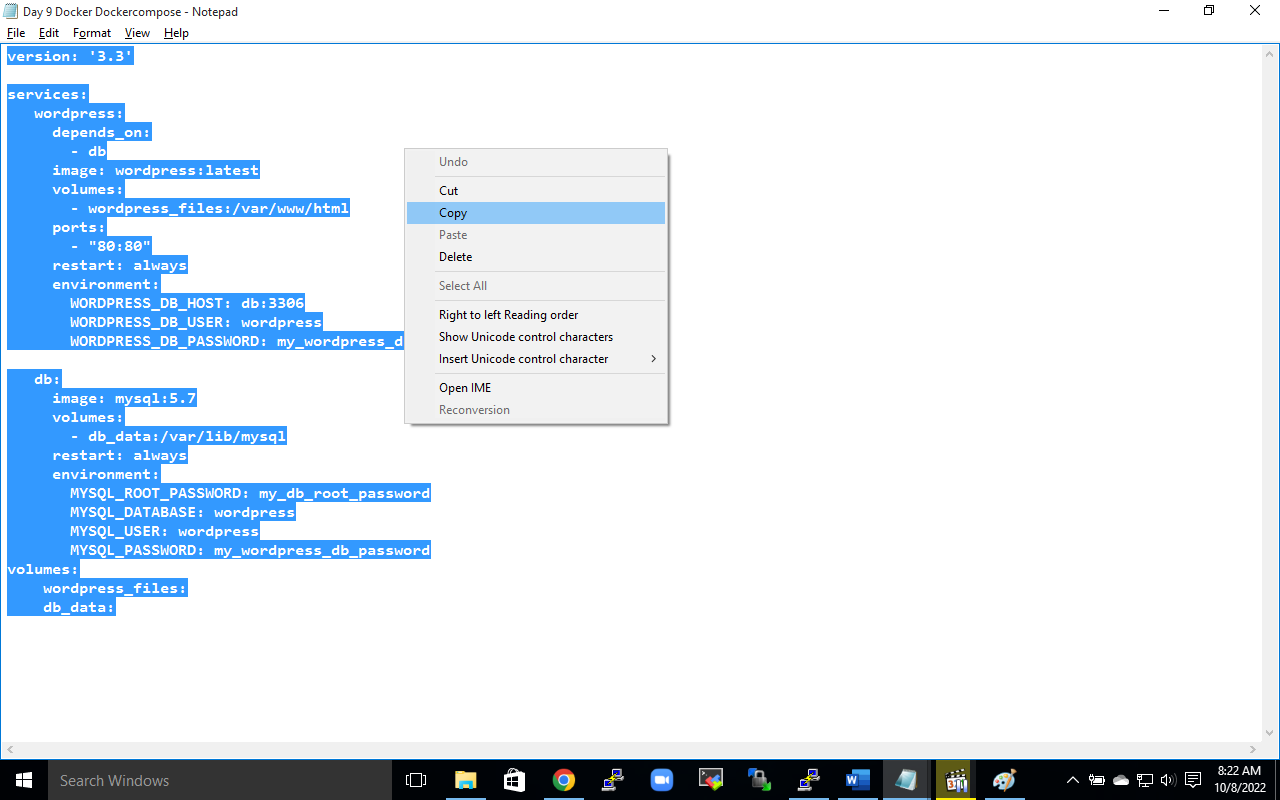 Day 9 Docker Dockercompose - Notepad
File Edit Format View Help
version: '3.3'
services:
wordpress:
depends_on:
- db
image: wordpress:latest
volumes:
- wordpress_files:/var/www/html
ports:
- "80:80"
restart: always
environment:
WORDPRESS_DB_HOST: db:3306
WORDPRESS_DB_USER: wordpress
WORDPRESS_DB_PASSWORD: my_wordpress_d
db:
image: mysql:5.7
volumes:
- db_data:/var/lib/mysql
restart: always
environment:
MYSQL_ROOT_PASSWORD: my_db_root_password
MYSQL_DATABASE: wordpress
MYSQL_USER: wordpress
MYSQL_PASSWORD: my_wordpress_db_password
volumes:
wordpress_files:
db_data:
Undo
Cut
Copy
Paste
Delete
Select All
Right to left Reading order
Show Unicode control characters
Insert Unicode control character
Open IME
Reconversion
Search Windows
8:22 AM
10/8/2022